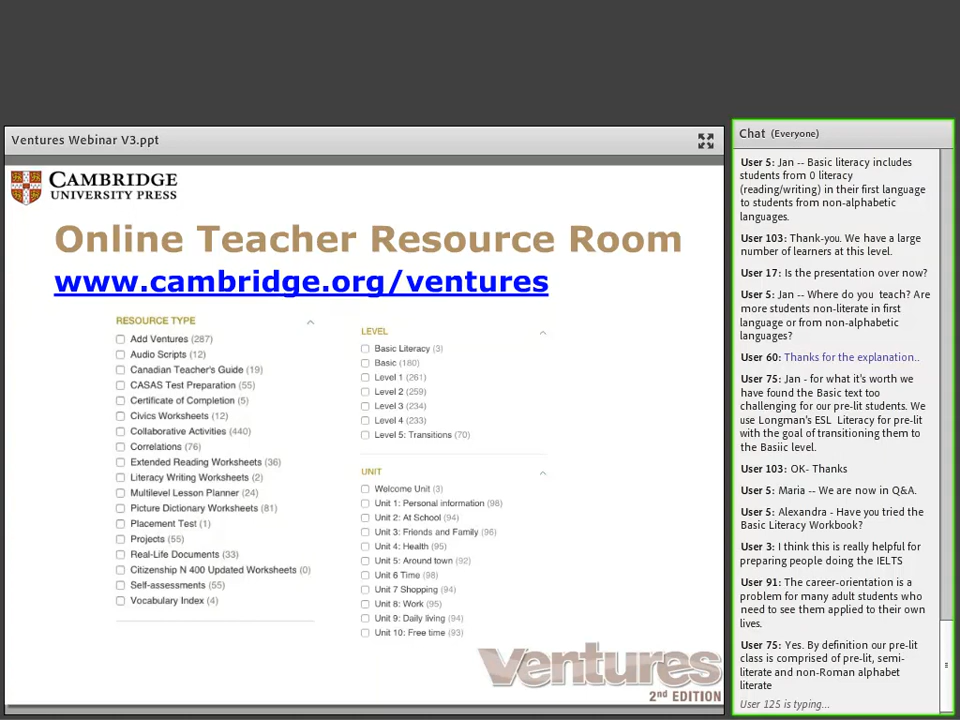 Ventures Webinar V3.ppt
CAMBRIDGE
UNIVERSITY PRESS
Online Teacher Resource Room
www.cambridge.org/ventures
RESOURCE TYPE
Add Ventures (287)
Audio Scripts (12)
Canadian Teacher's Guide (19)
CASAS Test Preparation (55)
Certificate of Completion (5)
Civics Worksheets (12)
Collaborative Activities (440)
Correlations (76)
Extended Reading Worksheets (36)
Literacy Writing Worksheets (2)
Multilevel Lesson Planner (24)
Picture Dictionary Worksheets (81)
Placement Test (1)
Projects (55)
Real-Life Documents (33)
Citizenship N 400 Updated Worksheets (0)
Self-assessments (55)
Vocabulary Index (4)
LEVEL
Basic Literacy (3)
Basic (180)
Level 1 (261)
Level 2 (259)
Level 3 (234)
Level 4 (233)
Level 5: Transitions (70)
UNIT
Welcome Unit (3)
Unit 1: Personal information (98)
Unit 2: At School (94)
Unit 3: Friends and Family (96)
Unit 4: Health (95)
Unit 5: Around town (92)
Unit 6 Time (98)
Unit 7 Shopping (94)
Unit 8: Work (95)
Unit 9: Daily living (94)
Unit 10: Free time (93)
ventures
2nd EDITION
Chat (Everyone)
User 5: Jan -- Basic literacy includes
students from 0 literacy
(reading/writing) in their first language
to students from non-alphabetic
languages.
User 103: Thank-you. We have a large
number of learners at this level.
User 17: Is the presentation over now?
User 5: Jan -- Where do you teach? Are
more students non-literate in first
language or from non-alphabetic
languages?
User 60: Thanks for the explanation..
User 75: Jan - for what it's worth we
have found the Basic text too
challenging for our pre-lit students. We
use Longman's ESL Literacy for pre-lit
with the goal of transitioning them to
the Basiic level.
User 103: OK- Thanks
User 5: Maria -- We are now in Q&A.
User 5: Alexandra - Have you tried the
Basic Literacy Workbook?
User 3: I think this is really helpful for
preparing people doing the IELTS
User 91: The career-orientation is a
problem for many adult students who
need to see them applied to their own
lives.
User 75: Yes. By definition our pre-lit
class is comprised of pre-lit, semi-
literate and non-Roman alphabet
literate
User 125 is typing...